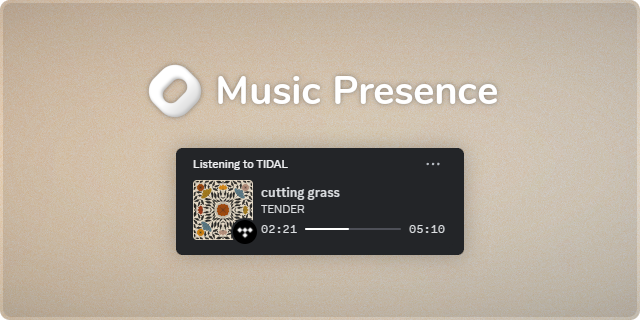 Music Presence
Listening to TIDAL
cutting grass
TENDER
02:21 05:10